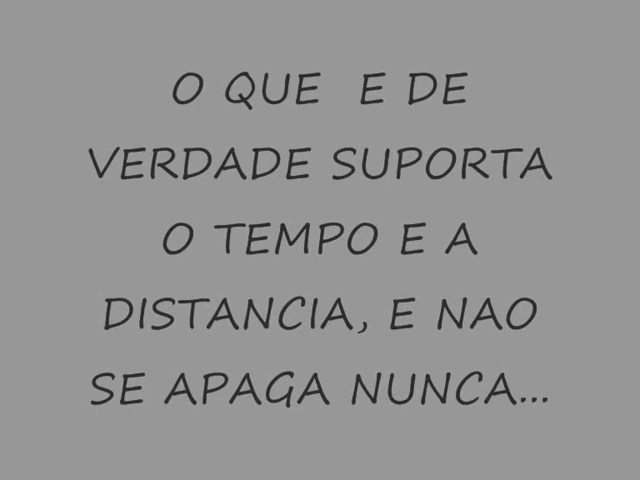 O QUE E DE
VERDADE SUPORTA
O TEMPO E A
DISTANCIA, E NAO
SE APAGA NUNCA...